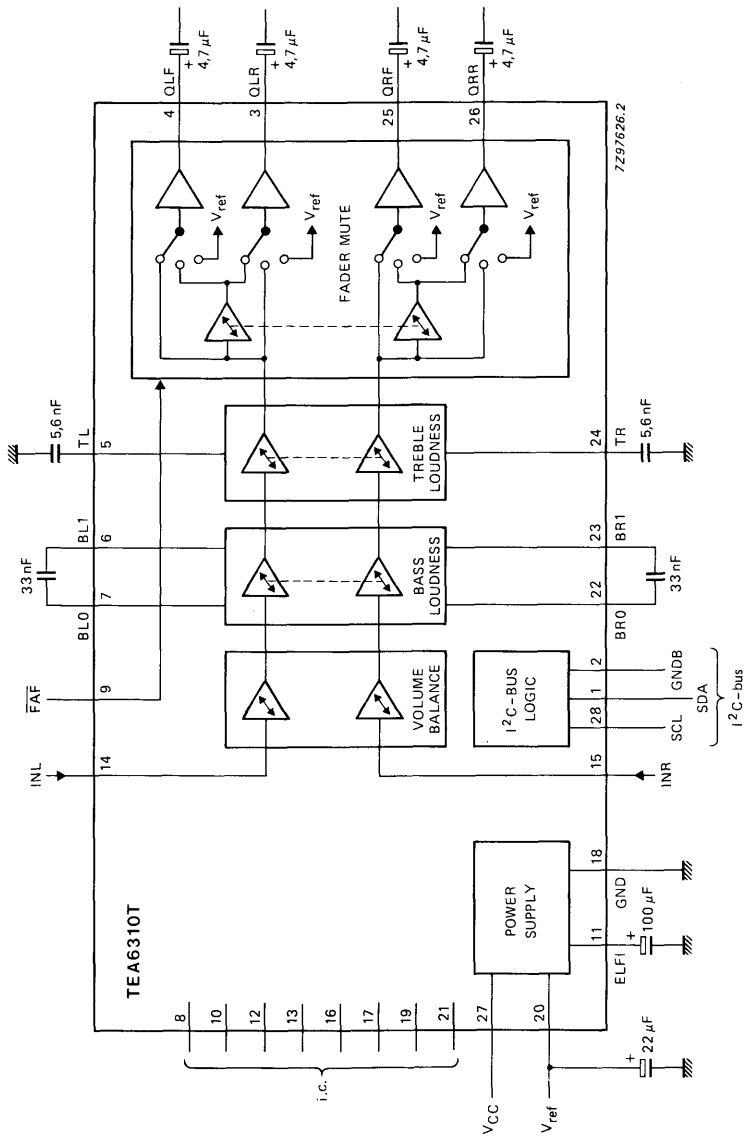 4,7 µF
4,7 µF
4,7 µF
4,7 µF
+
+
+
+
QLF
QLR
QRF
QRR
4
3
25
26
7Z97626.2
Vref
Vref
Vref
Vref
FADER MUTE
5,6 nF
TL
5
TREBLE
LOUDNESS
24
TR
5,6 nF
33 nF
BL1
6
BL0
7
BASS
LOUDNESS
23
BR1
22
BR0
33 nF
FAF
9
VOLUME
BALANCE
INL
14
15
INR
I²C-BUS
LOGIC
2
1
28
GNDB
SDA
SCL
I²C-bus
TEA6310T
POWER
SUPPLY
18
GND
11
ELFI
+
100 µF
8
10
12
13
16
17
19
21
i.c.
27
VCC
20
Vref
+
22 µF